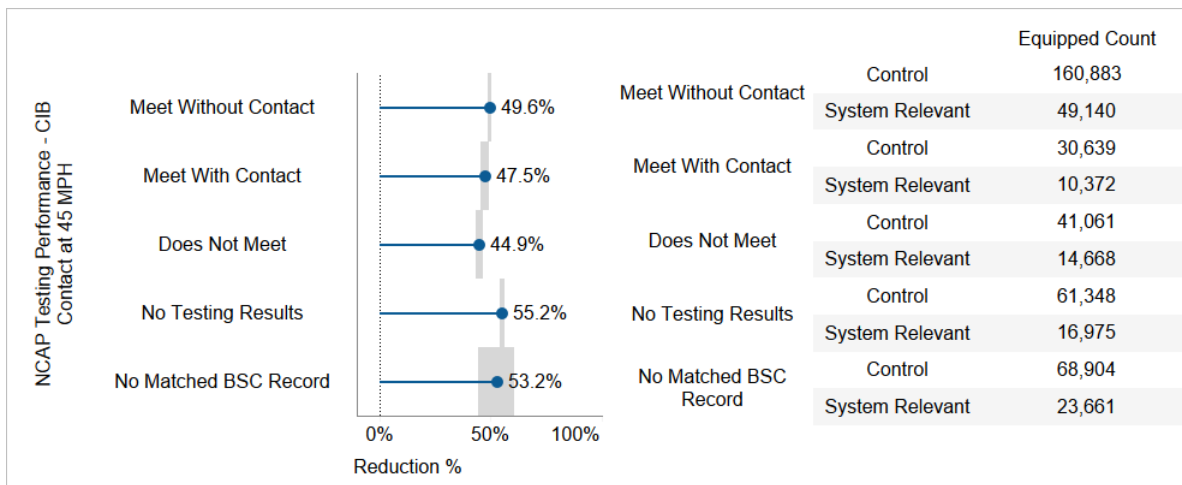 Equipped Count
NCAP Testing Performance - CIB
Contact at 45 MPH
Meet Without Contact
49.6%
Meet With Contact
47.5%
Does Not Meet
44.9%
No Testing Results
55.2%
No Matched BSC Record
53.2%
0% 50% 100%
Reduction %
Meet Without Contact
Control 160,883
System Relevant 49,140
Meet With Contact
Control 30,639
System Relevant 10,372
Does Not Meet
Control 41,061
System Relevant 14,668
No Testing Results
Control 61,348
System Relevant 16,975
No Matched BSC
Record
Control 68,904
System Relevant 23,661